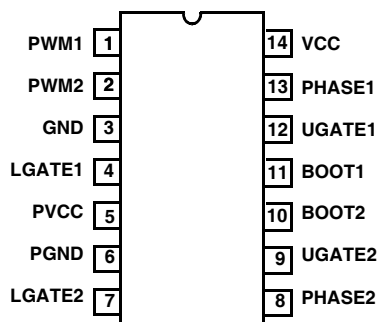 PWM1 1 14 VCC
PWM2 2 13 PHASE1
GND 3 12 UGATE1
LGATE1 4 11 BOOT1
PVCC 5 10 BOOT2
PGND 6 9 UGATE2
LGATE2 7 8 PHASE2